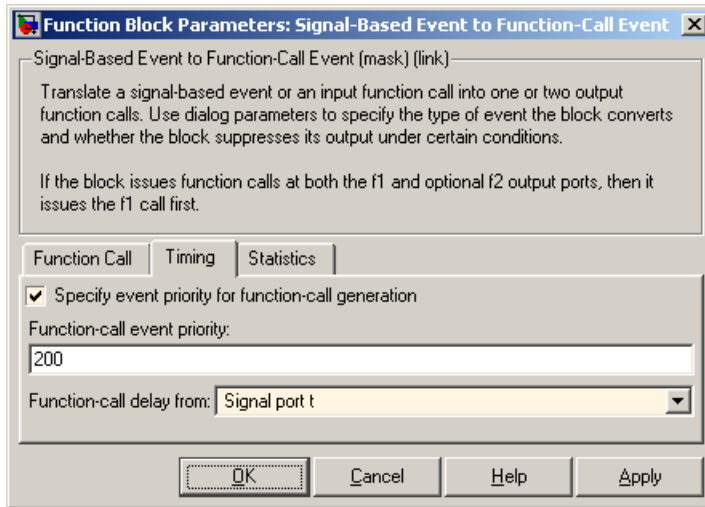 Function Block Parameters: Signal-Based Event to Function-Call Event
Signal-Based Event to Function-Call Event (mask) (link)
Translate a signal-based event or an input function call into one or two output
function calls. Use dialog parameters to specify the type of event the block converts
and whether the block suppresses its output under certain conditions.
If the block issues function calls at both the f1 and optional f2 output ports, then it
issues the f1 call first.
Function Call Timing Statistics
Specify event priority for function-call generation
Function-call event priority:
200
Function-call delay from: Signal port t
OK Cancel Help Apply